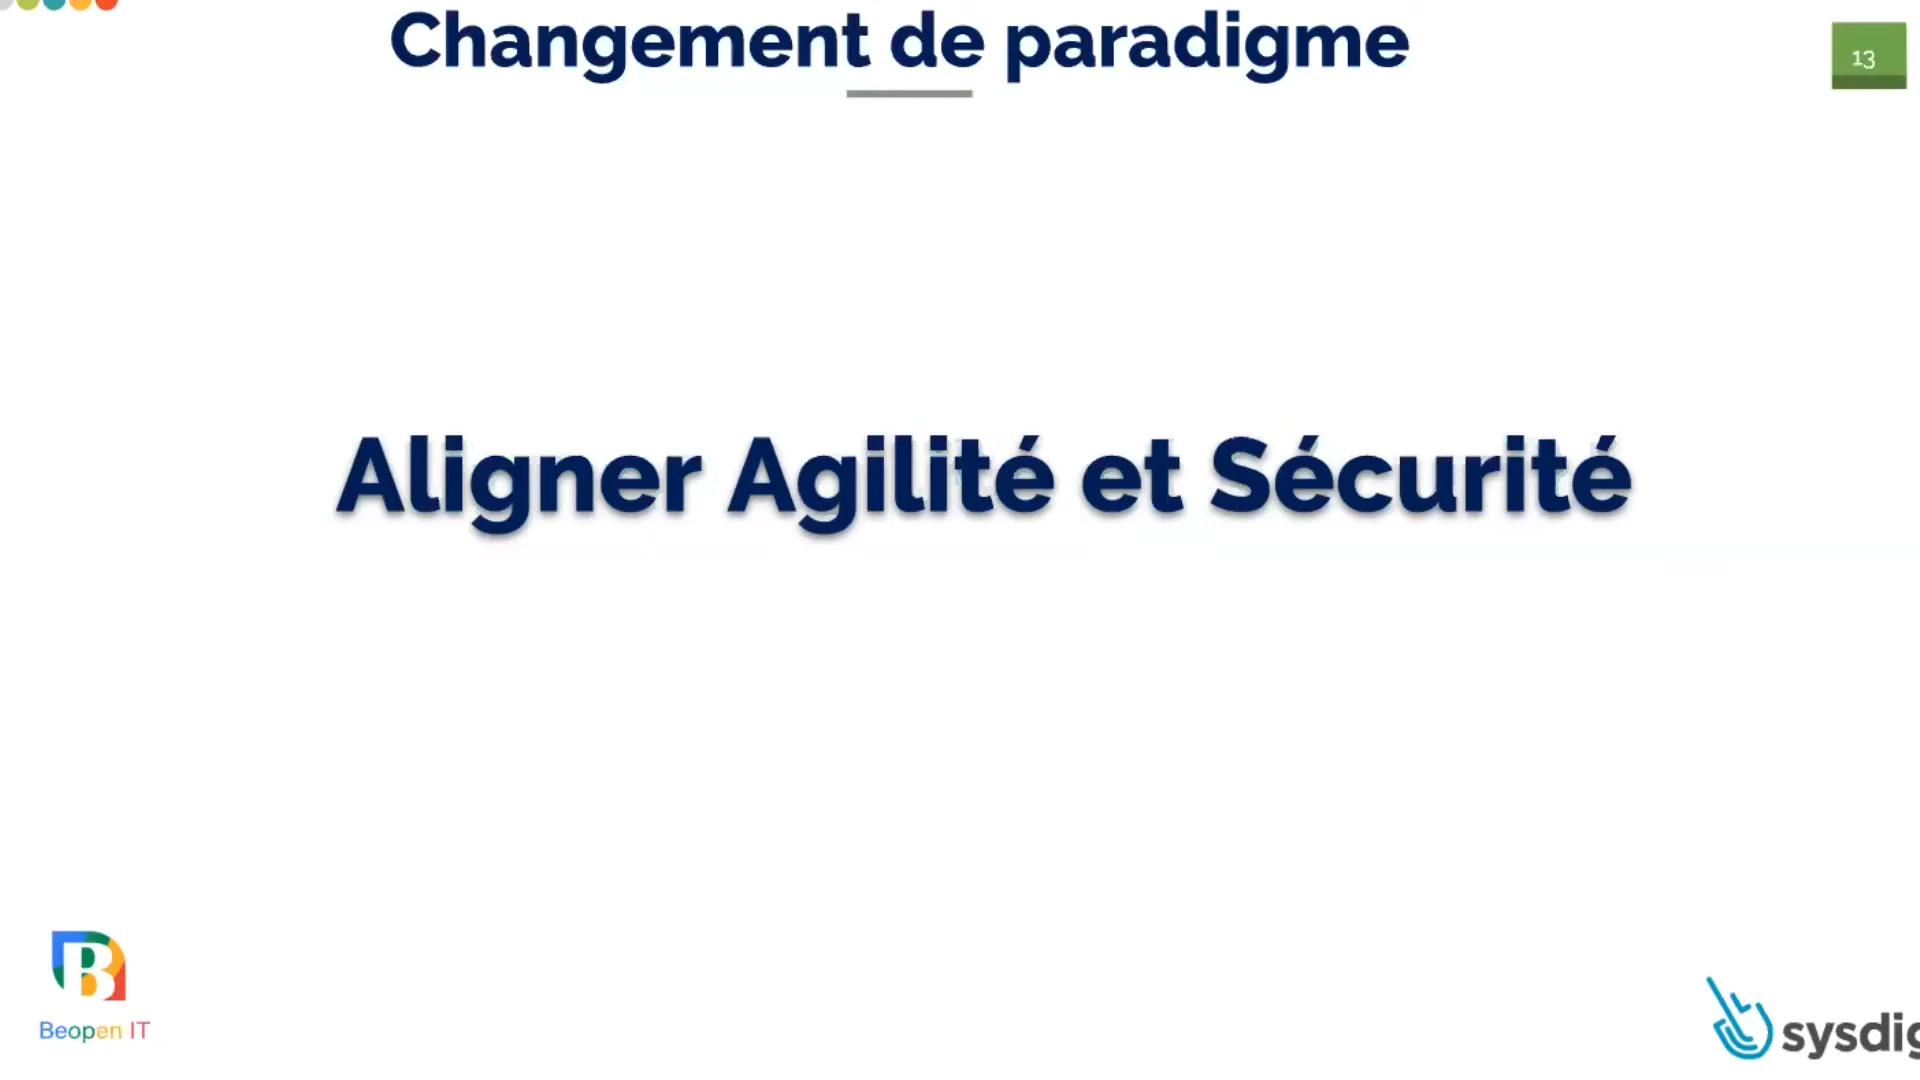 Changement de paradigme
13
Aligner Agilité et Sécurité
Beopen IT
sysdig